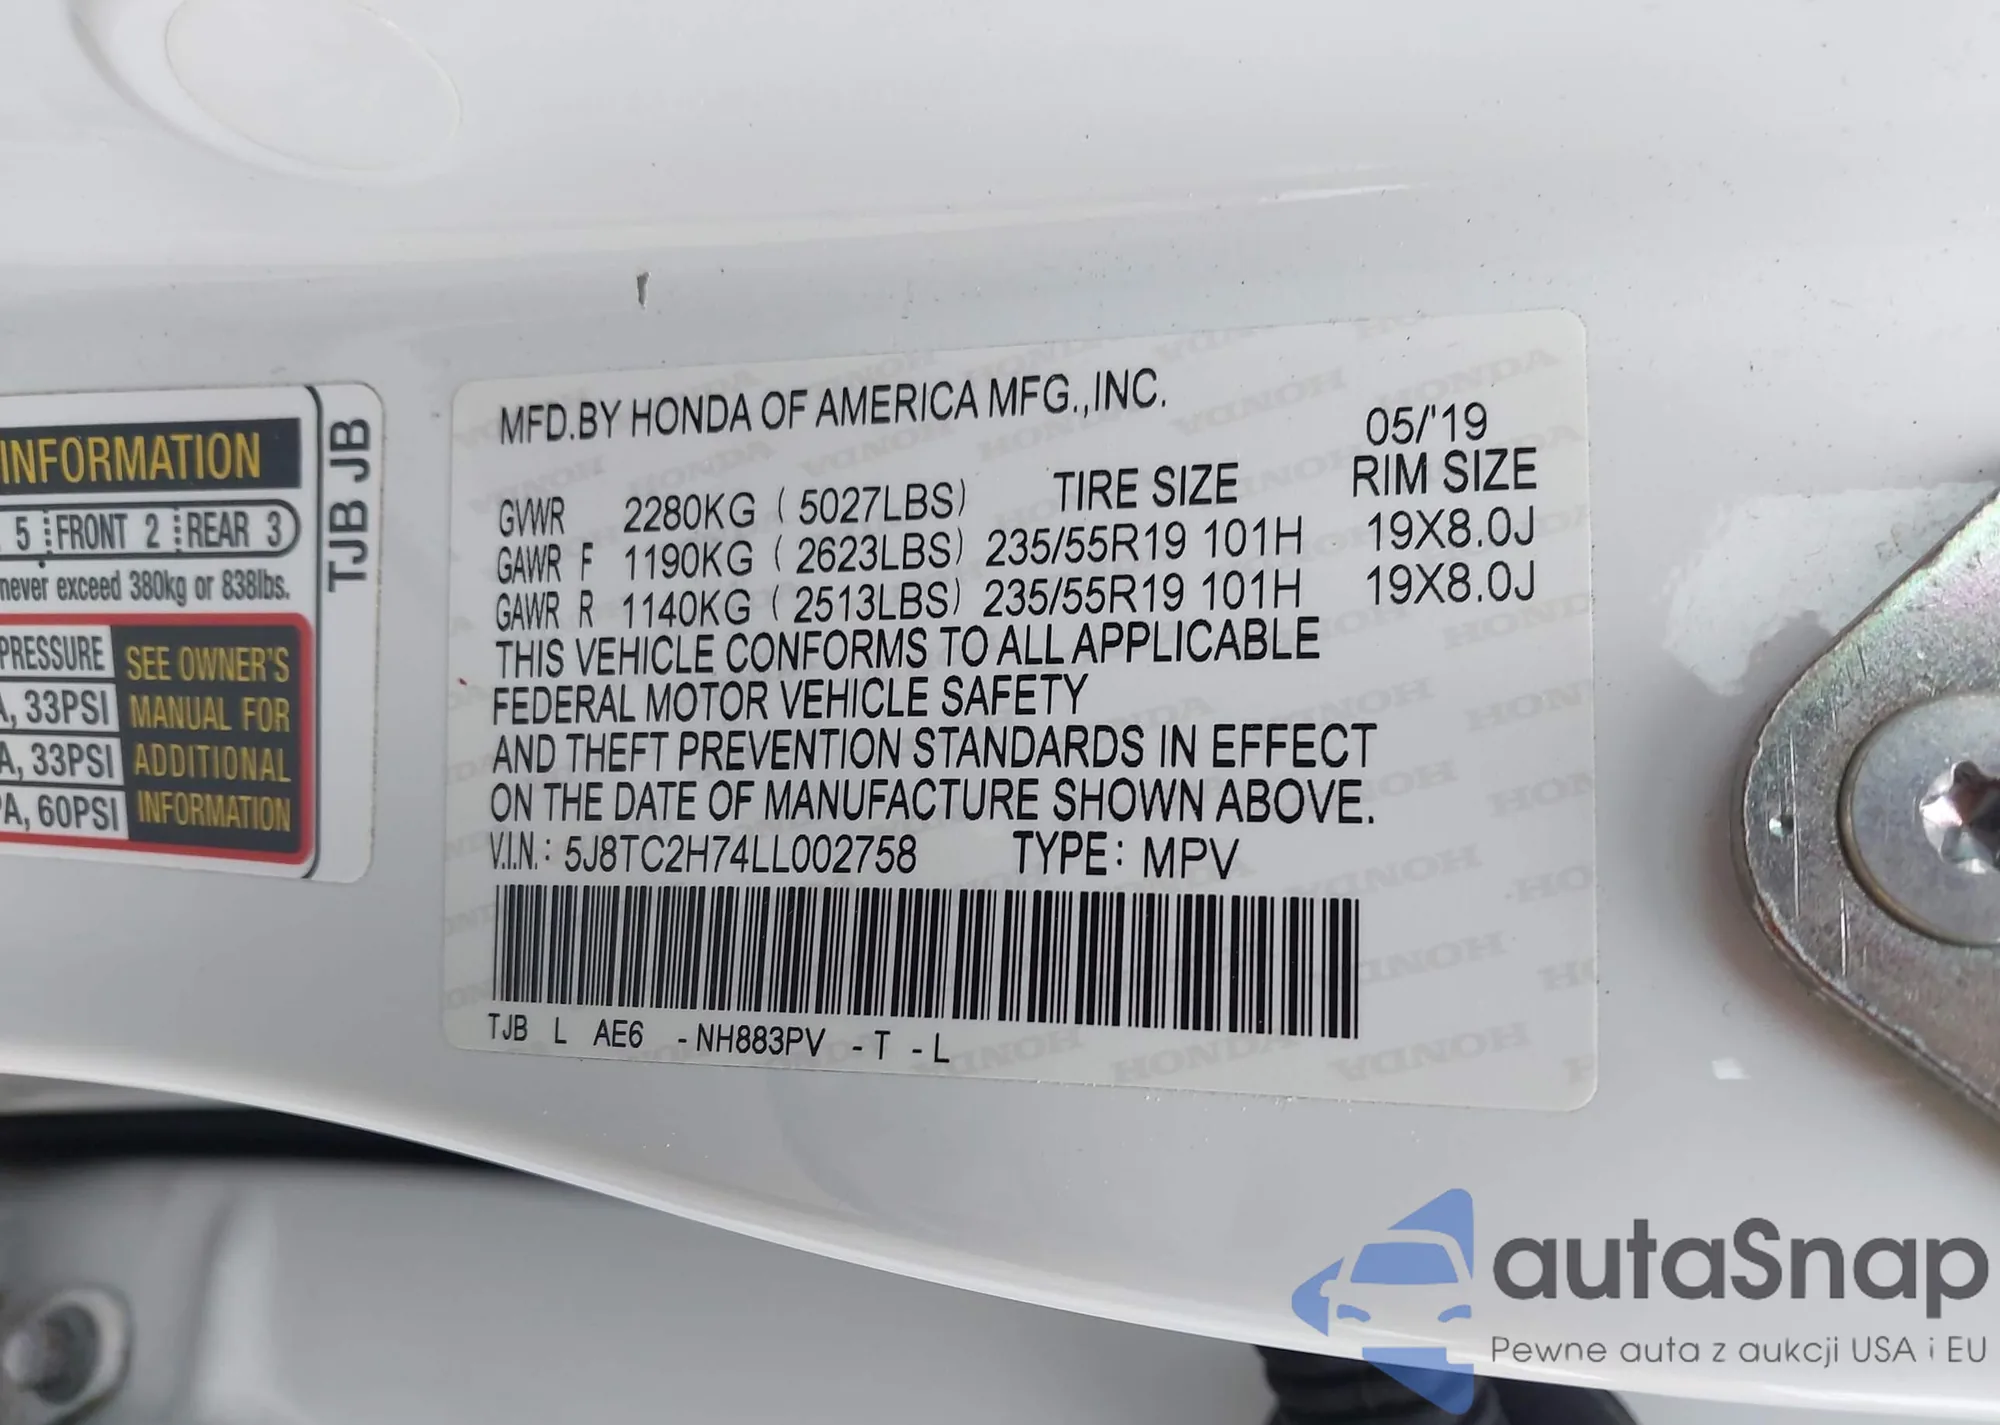 INFORMATION
5 FRONT 2 REAR 3
never exceed 380kg or 838lbs.
PRESSURE
33PSI
33PSI
60PSI
SEE OWNER'S
MANUAL FOR
ADDITIONAL
INFORMATION
TJB JB
MFD.BY HONDA OF AMERICA MFG.,INC. 05/'19
GVWR 2280KG ( 5027LBS) TIRE SIZE RIM SIZE
GAWR F 1190KG ( 2623LBS) 235/55R19 101H 19X8.0J
GAWR R 1140KG ( 2513LBS) 235/55R19 101H 19X8.0J
THIS VEHICLE CONFORMS TO ALL APPLICABLE
FEDERAL MOTOR VEHICLE SAFETY
AND THEFT PREVENTION STANDARDS IN EFFECT
ON THE DATE OF MANUFACTURE SHOWN ABOVE.
V.I.N.: 5J8TC2H74LL002758 TYPE: MPV
TJB L AE6 -NH883PV -T -L
autaSnap
Pewne auta z aukcji USA i EU